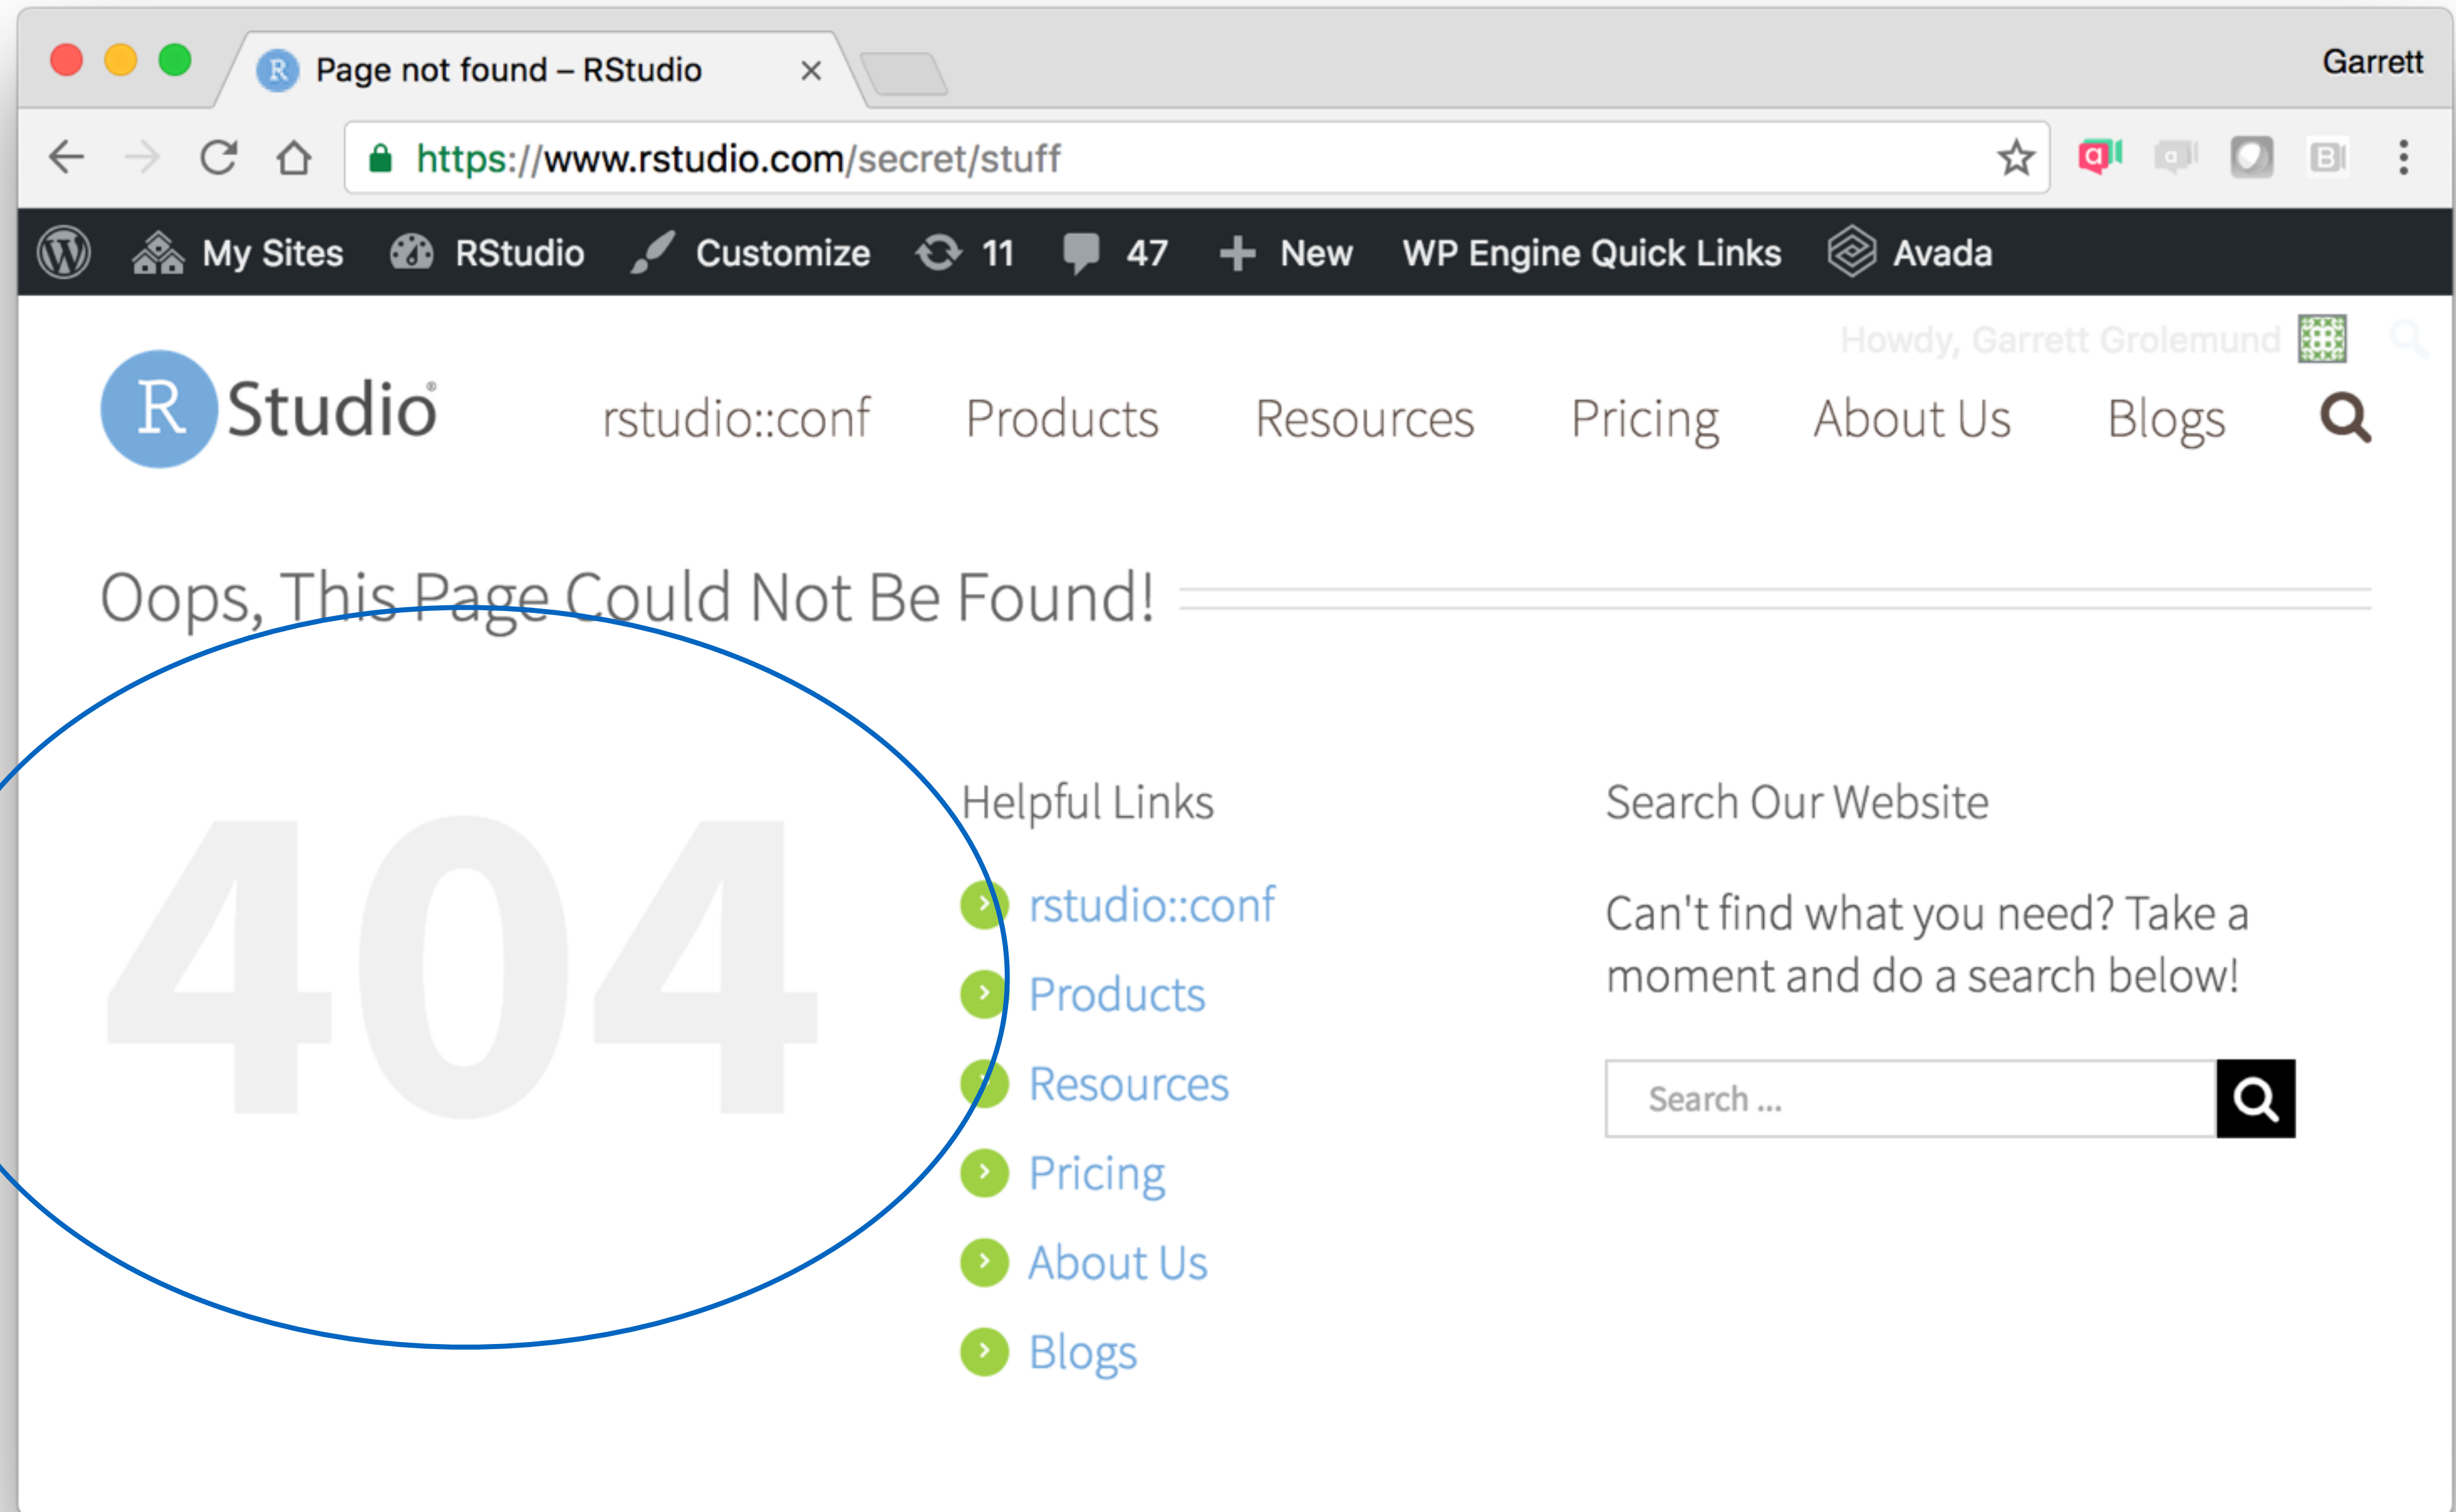 Page not found – RStudio
Garrett
https://www.rstudio.com/secret/stuff
My Sites RStudio Customize 11 47 New WP Engine Quick Links Avada
Howdy, Garrett Grolemund
R Studio®
rstudio::conf Products Resources Pricing About Us Blogs
Oops, This Page Could Not Be Found!
404
Helpful Links
rstudio::conf
Products
Resources
Pricing
About Us
Blogs
Search Our Website
Can't find what you need? Take a
moment and do a search below!
Search ...